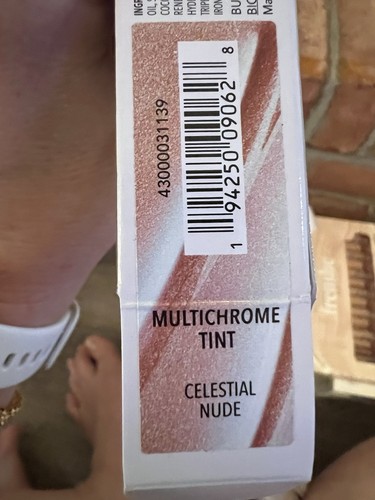 43000031139
1 94250 09062 8
MULTICHROME
TINT
CELESTIAL
NUDE